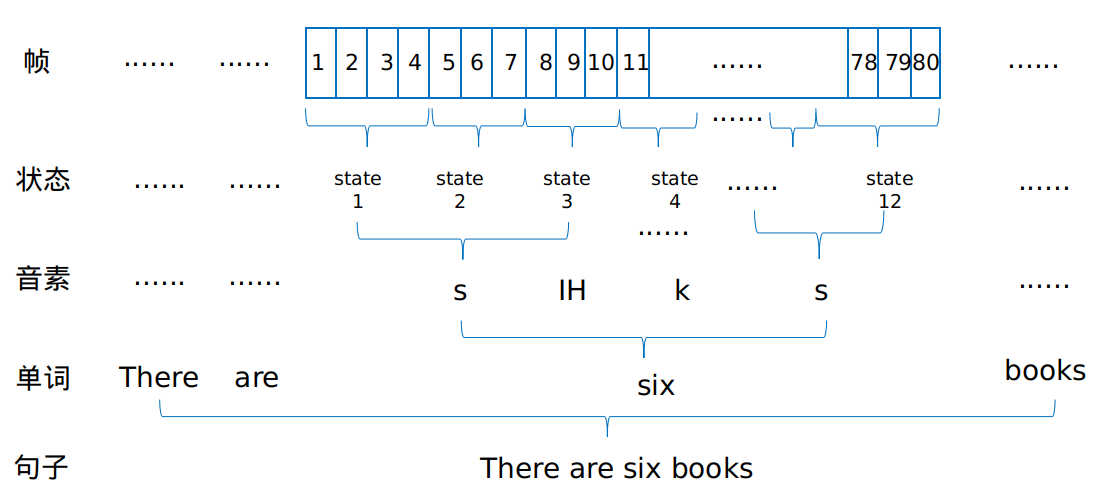 帧 …… …… 1 2 3 4 5 6 7 8 9 10 11 …… 78 79 80 ……
……
状态 …… …… state 1 state 2 state 3 state 4 …… state 12 ……
……
音素 …… …… s IH k s ……
单词 There are six books
句子 There are six books